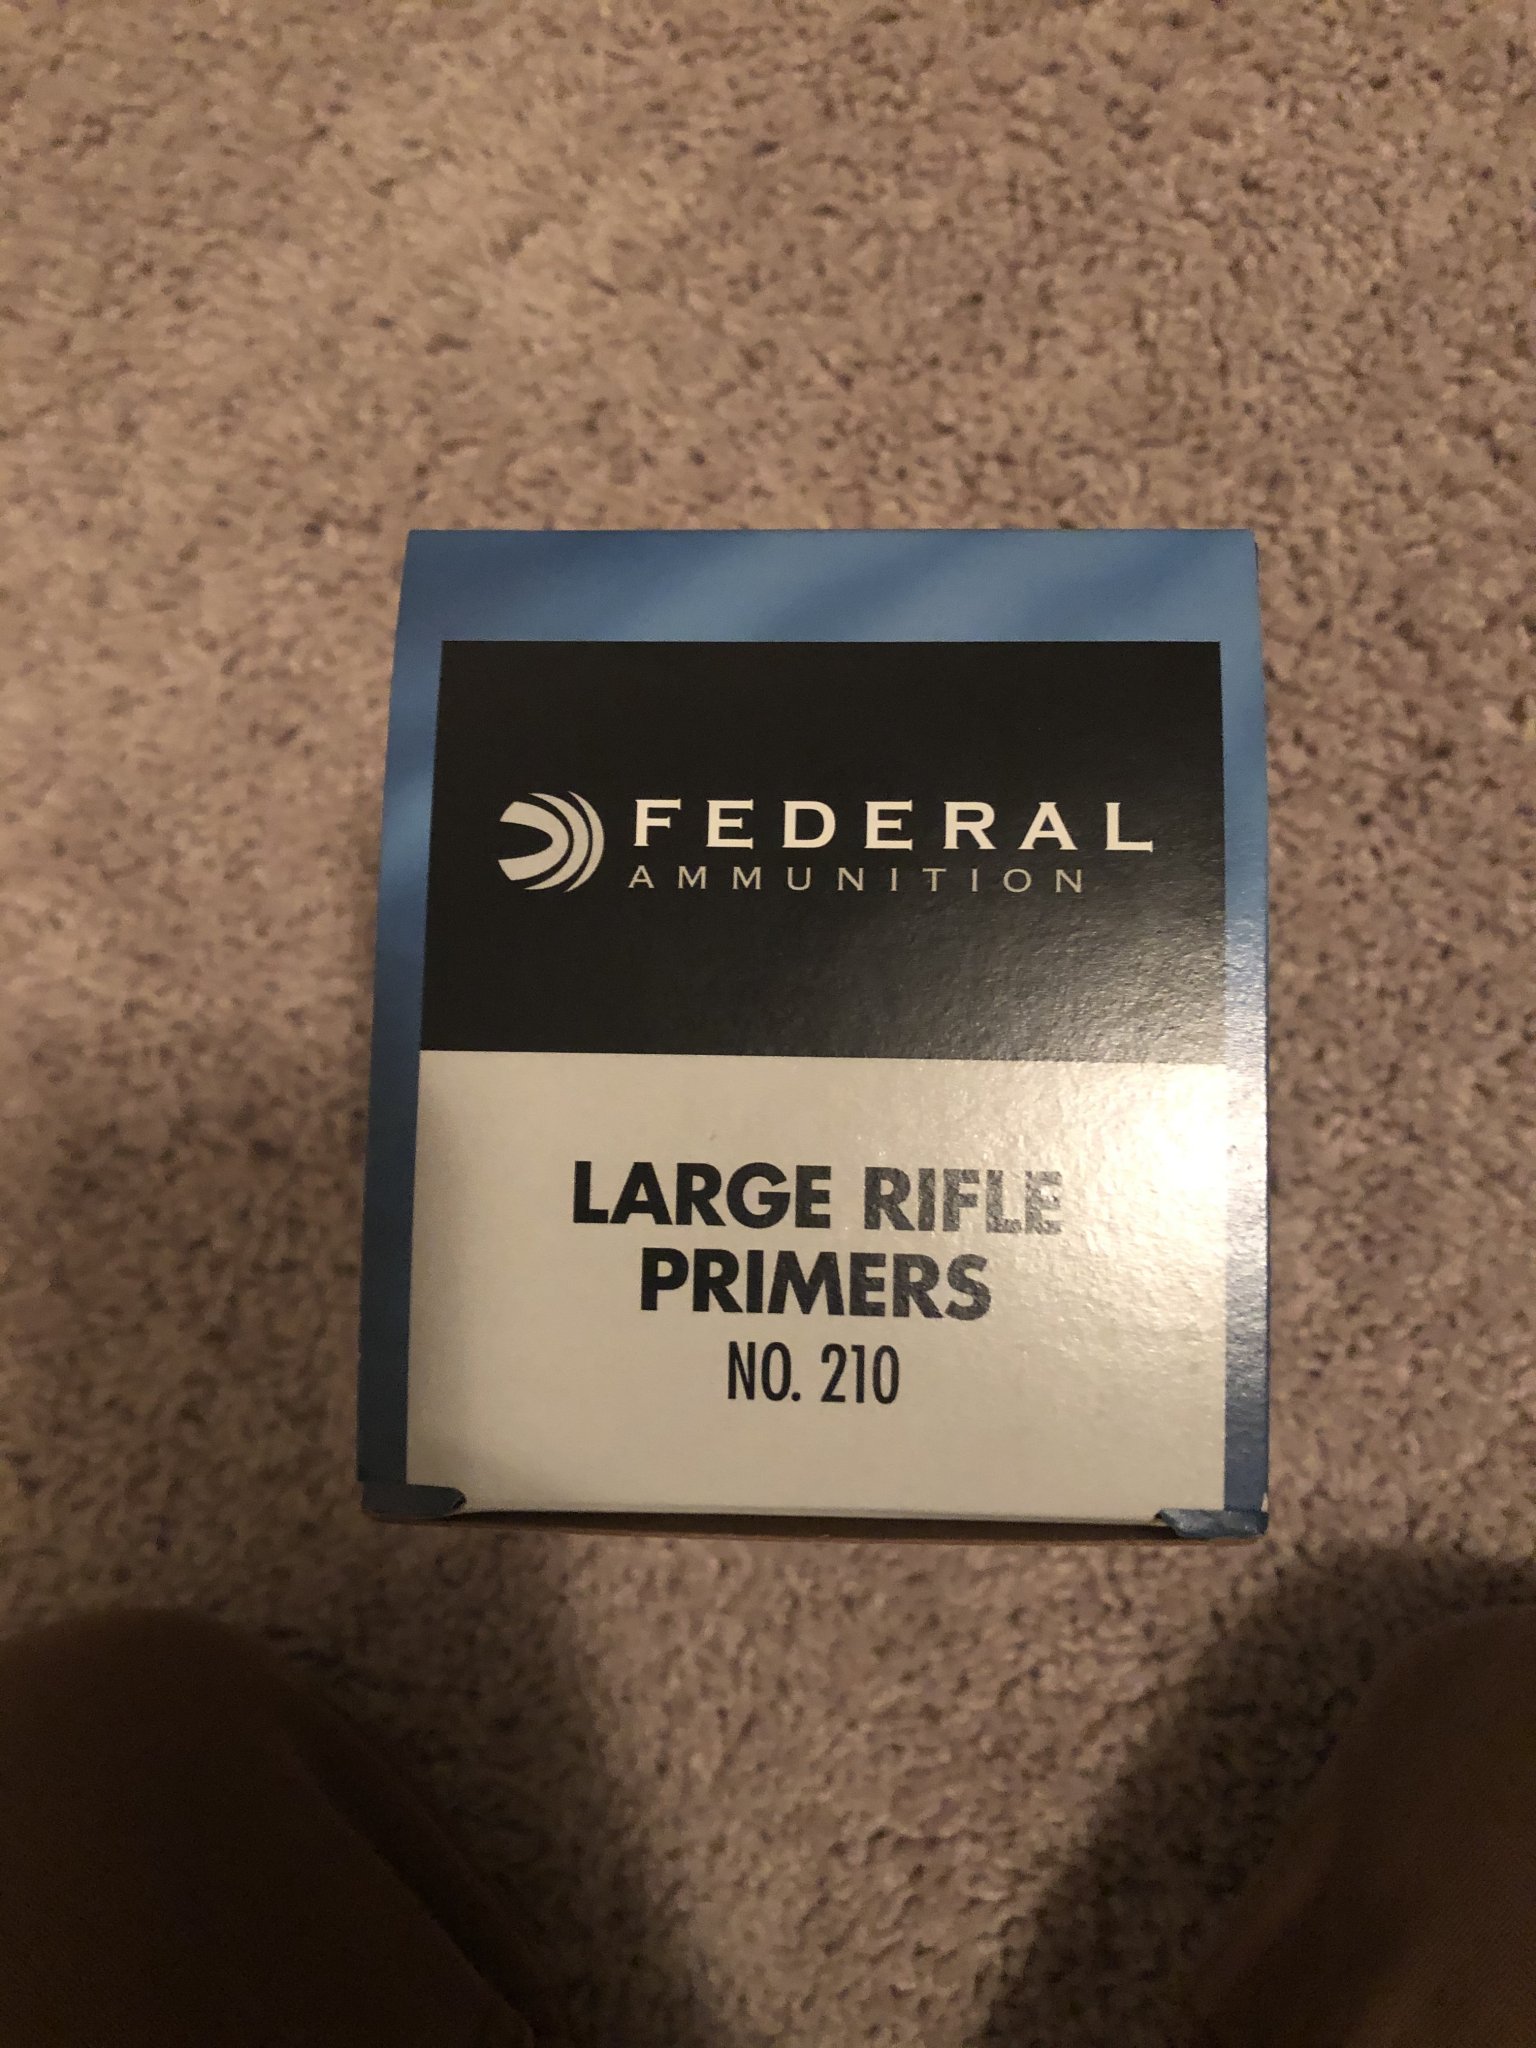 FEDERAL
AMMUNITION
LARGE RIFLE
PRIMERS
NO. 210